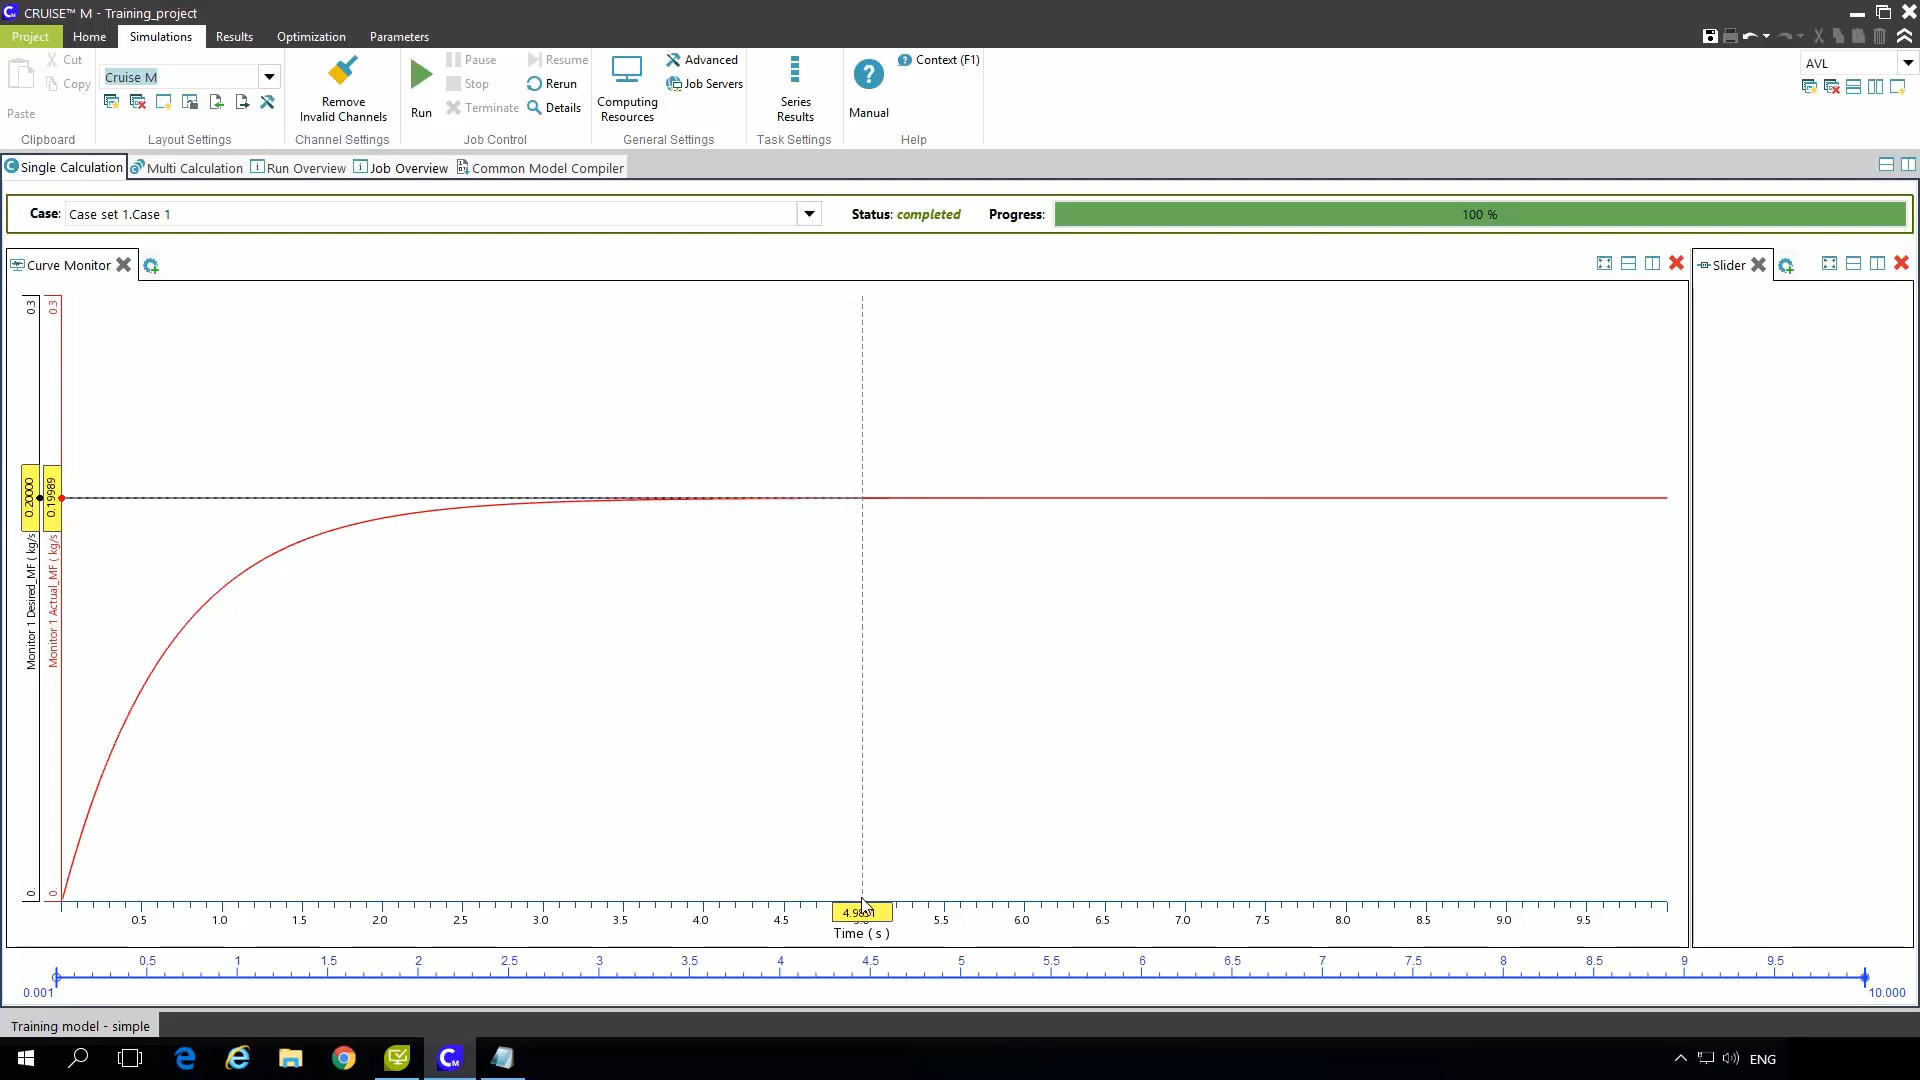 CRUISE™ M - Training_project
Project Home Simulations Results Optimization Parameters
Cut
Copy
Paste
Clipboard
Cruise M
Layout Settings
Remove
Invalid Channels
Channel Settings
Run
Pause
Stop
Terminate
Resume
Rerun
Details
Job Control
Computing
Resources
Advanced
Job Servers
General Settings
Series
Results
Task Settings
Manual
Context (F1)
Help
AVL
Single Calculation Multi Calculation Run Overview Job Overview Common Model Compiler
Case: Case set 1.Case 1 Status: completed Progress: 100 %
Curve Monitor
Slider
0.3 0.3
0.20000 0.19989
Monitor 1 Desired_MF ( kg/s
Monitor 1 Actual_MF ( kg/s
0. 0.
0.5 1.0 1.5 2.0 2.5 3.0 3.5 4.0 4.5 5.5 6.0 6.5 7.0 7.5 8.0 8.5 9.0 9.5
Time ( s )
0.5 1 1.5 2 2.5 3 3.5 4 4.5 5 5.5 6 6.5 7 7.5 8 8.5 9 9.5
0.001 10.000
Training model - simple
ENG